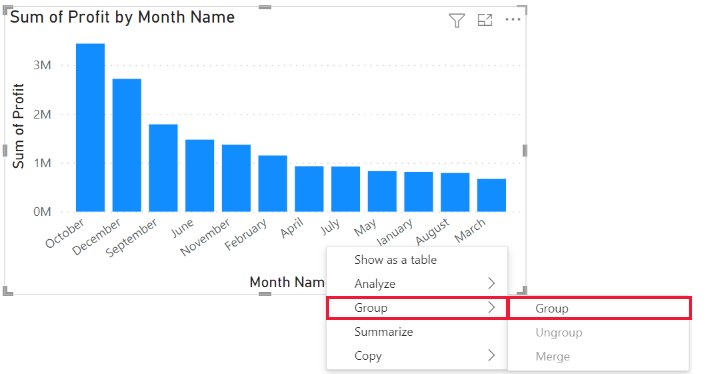 Sum of Profit by Month Name
Sum of Profit
3M
2M
1M
0M
October
December
September
June
November
February
April
July
May
January
August
March
Month Nam
Show as a table
Analyze
Group
Summarize
Copy
Group
Ungroup
Merge